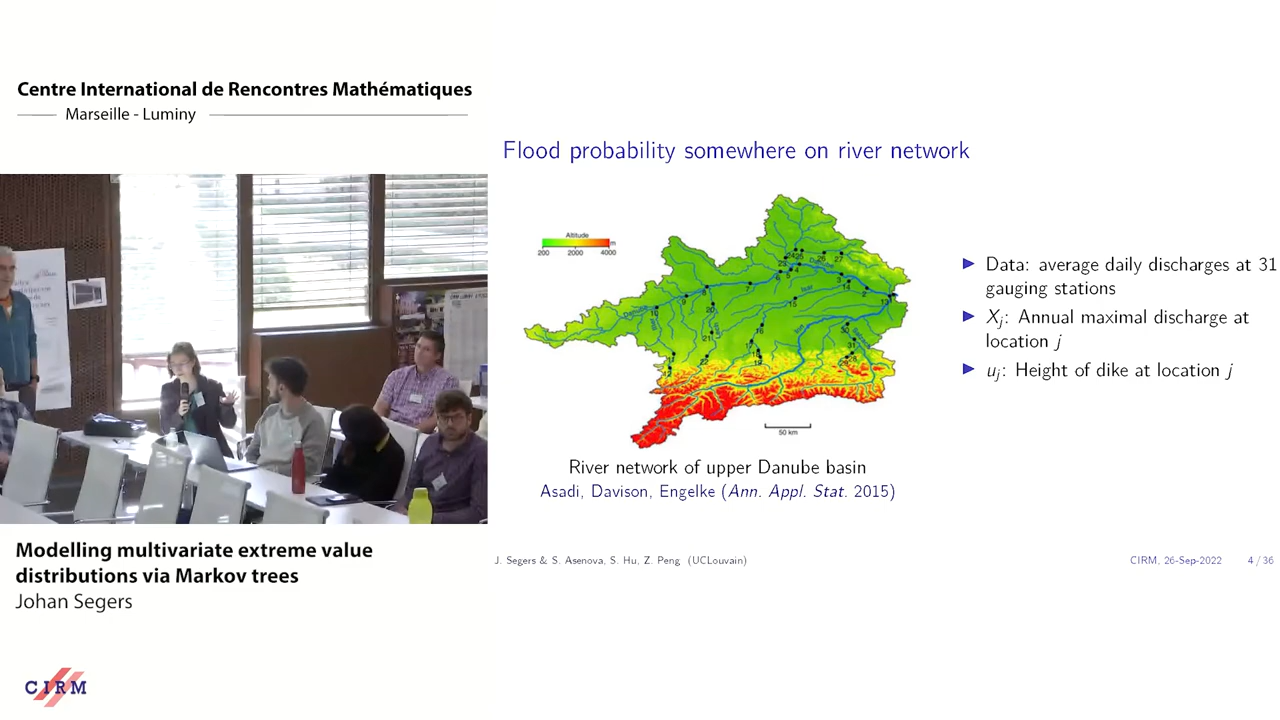 Centre International de Rencontres Mathématiques
Marseille - Luminy
Flood probability somewhere on river network
Altitude
m
200 2000 4000
50 km
River network of upper Danube basin
Asadi, Davison, Engelke (Ann. Appl. Stat. 2015)
▶ Data: average daily discharges at 31
gauging stations
▶ Xj: Annual maximal discharge at
location j
▶ uj: Height of dike at location j
J. Segers & S. Asenova, S. Hu, Z. Peng (UCLouvain)
CIRM, 26-Sep-2022
4 / 36
Modelling multivariate extreme value
distributions via Markov trees
Johan Segers
CIRM